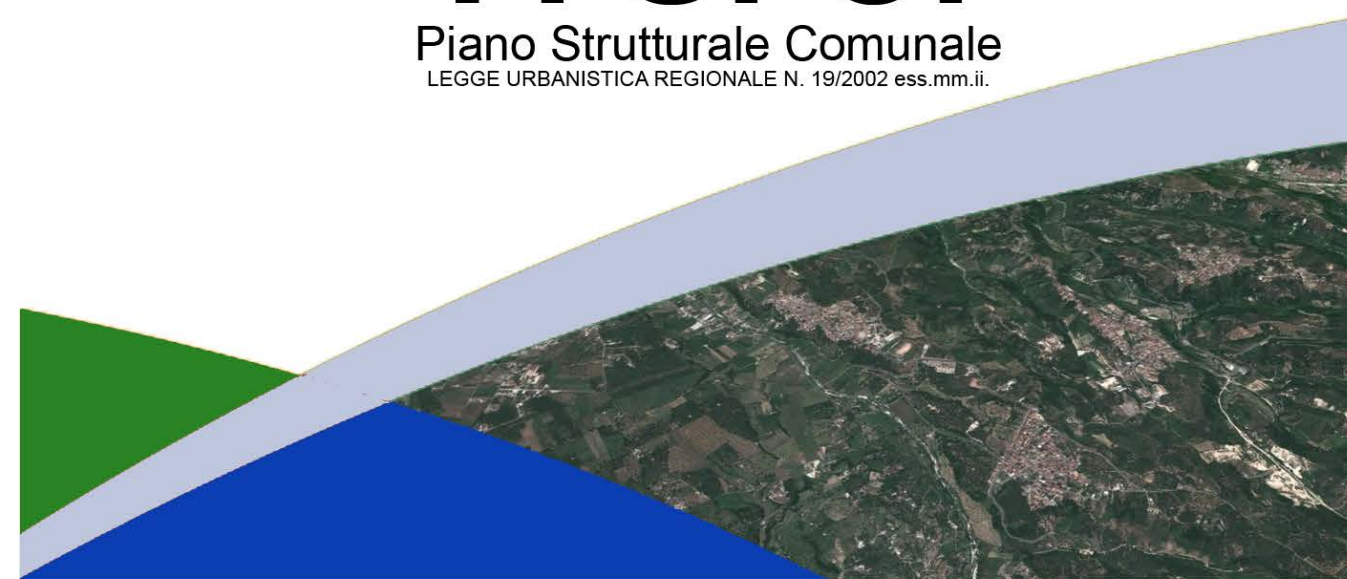 Piano Strutturale Comunale
LEGGE URBANISTICA REGIONALE N. 19/2002 ess.mm.ii.